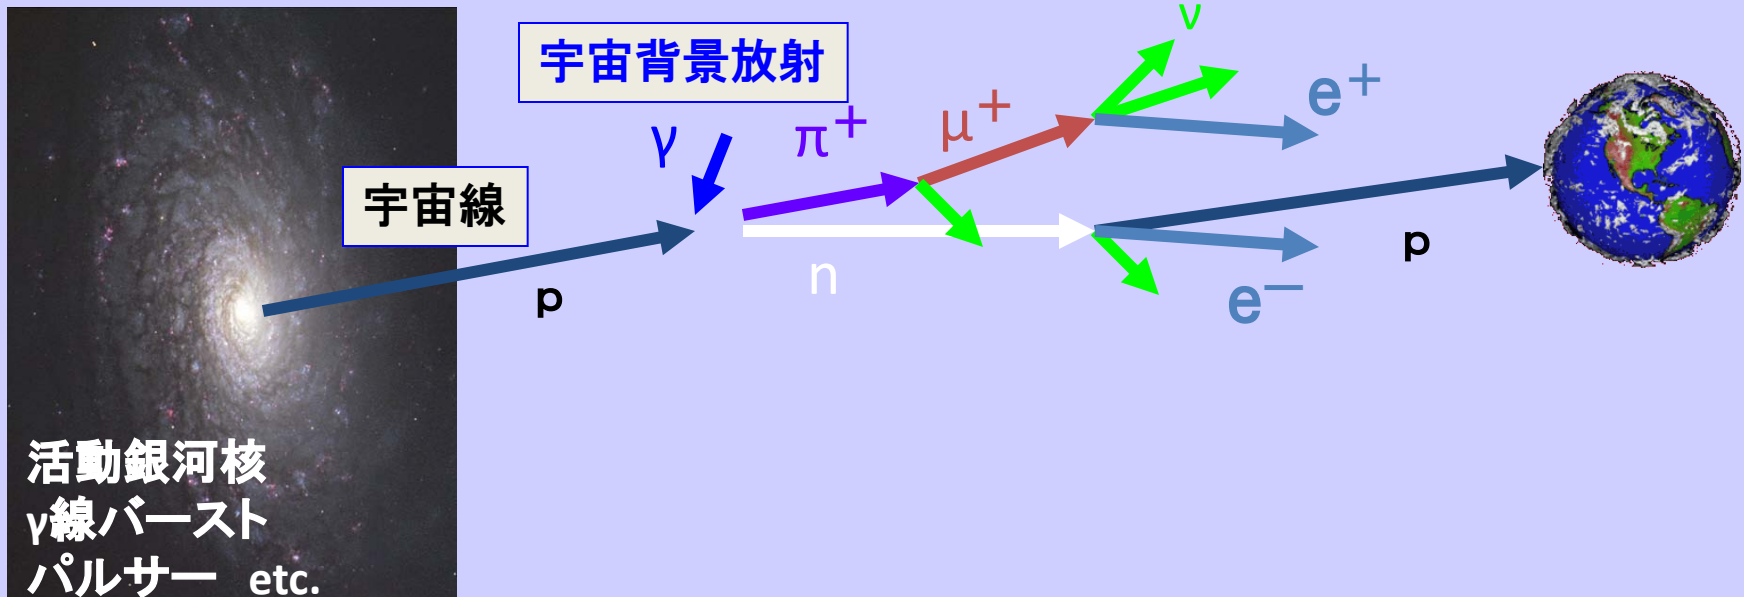 宇宙背景放射
ν
γ
π⁺
μ⁺
e⁺
宇宙線
p
n
p
e⁻
活動銀河核
γ線バースト
パルサー etc.